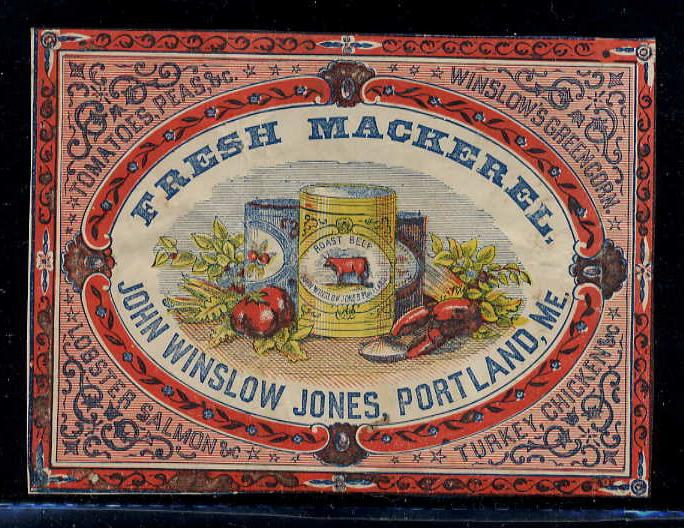 TOMATOES, PEAS, &c.
WINSLOW'S GREEN CORN.
FRESH MACKEREL.
ROAST BEEF
JOHN WINSLOW JONES, PORTLAND, ME.
LOBSTER SALMON &c
TURKEY, CHICKEN &c